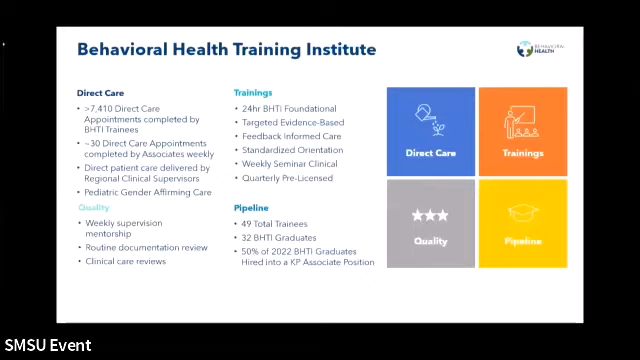 Behavioral Health Training Institute
BEHAVIORAL
HEALTH
Direct Care
• >7,410 Direct Care
Appointments completed by
BHTI Trainees
• ~30 Direct Care Appointments
completed by Associates weekly
• Direct patient care delivered by
Regional Clinical Supervisors
• Pediatric Gender Affirming Care
Quality
• Weekly supervision
mentorship
• Routine documentation review
• Clinical care reviews
Trainings
• 24hr BHTI Foundational
• Targeted Evidence-Based
• Feedback Informed Care
• Standardized Orientation
• Weekly Seminar Clinical
• Quarterly Pre-Licensed
Pipeline
• 49 Total Trainees
• 32 BHTI Graduates
• 50% of 2022 BHTI Graduates
Hired into a KP Associate Position
Direct Care
Trainings
Quality
Pipeline
SMSU Event